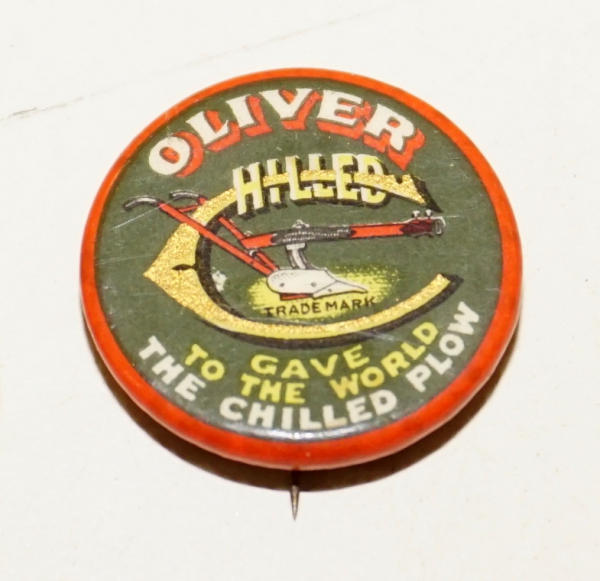 OLIVER
CHILLED
TRADE MARK
GAVE
TO THE WORLD
THE CHILLED PLOW